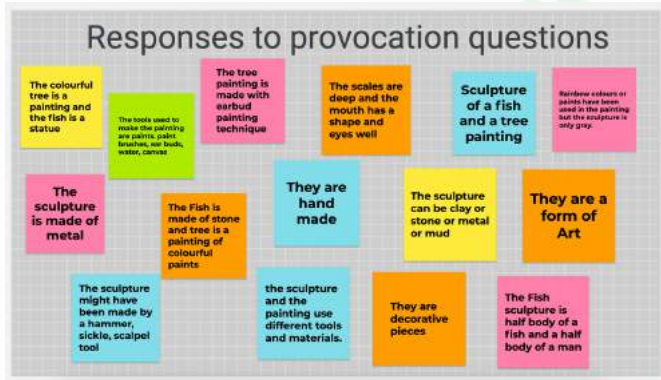 Responses to provocation questions
The colourful
tree is a
painting and
the fish is a
statue
The tools used to
make the painting
are paints. paint
brushes, ear buds,
water, canvas
The tree
painting is
made with
earbud
painting
technique
The scales are
deep and the
mouth has a
shape and
eyes well
Sculpture
of a fish
and a tree
painting
Rainbow colours or
paints have been
used in the painting
but the sculpture is
only gray.
The
sculpture
is made of
metal
The Fish is
made of stone
and tree is a
painting of
colourful
paints
They are
hand
made
The sculpture
can be clay or
stone or metal
or mud
They are a
form of
Art
The sculpture
might have
been made by
a hammer,
sickle, scalpel
tool
the sculpture
and the
painting use
different tools
and materials.
They are
decorative
pieces
The Fish
sculpture is
half body of a
fish and a half
body of a man